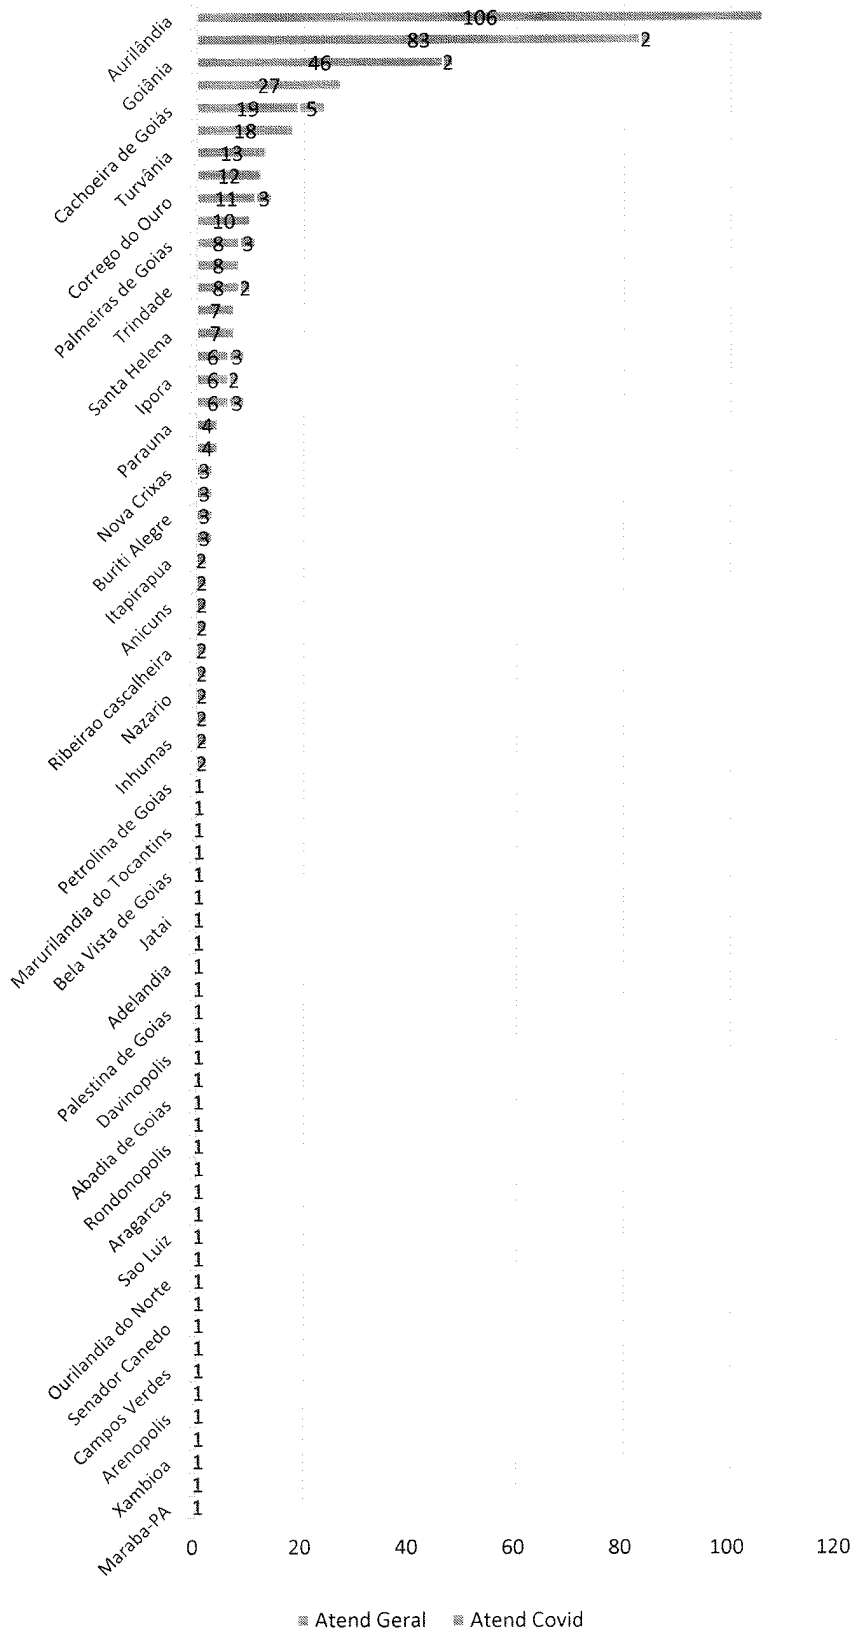 106
Aurilândia
83 2
Goiânia
46 2
27
Cachoeira de Goiás
19 5
18
Turvânia
13
12
Corrego do Ouro
11 3
10
Palmeiras de Goias
8 3
8
Trindade
8 2
7
Santa Helena
7
6 3
Ipora
6 2
6 3
Parauna
4
4
Nova Crixas
3
3
Buriti Alegre
3
3
Itapirapua
2
2
Anicuns
2
2
Ribeirao cascalheira
2
2
Nazario
2
2
Inhumas
2
2
Petrolina de Goias
1
1
Marurilandia do Tocantins
1
1
Bela Vista de Goias
1
1
Jatai
1
1
Adelandia
1
1
Palestina de Goias
1
1
Davinopolis
1
1
Abadia de Goias
1
1
Rondonopolis
1
1
Aragarcas
1
1
Sao Luiz
1
1
Ourilandia do Norte
1
1
Senador Canedo
1
1
Campos Verdes
1
1
Arenopolis
1
1
Xambioa
1
1
Maraba-PA
1
0 20 40 60 80 100 120
Atend Geral Atend Covid